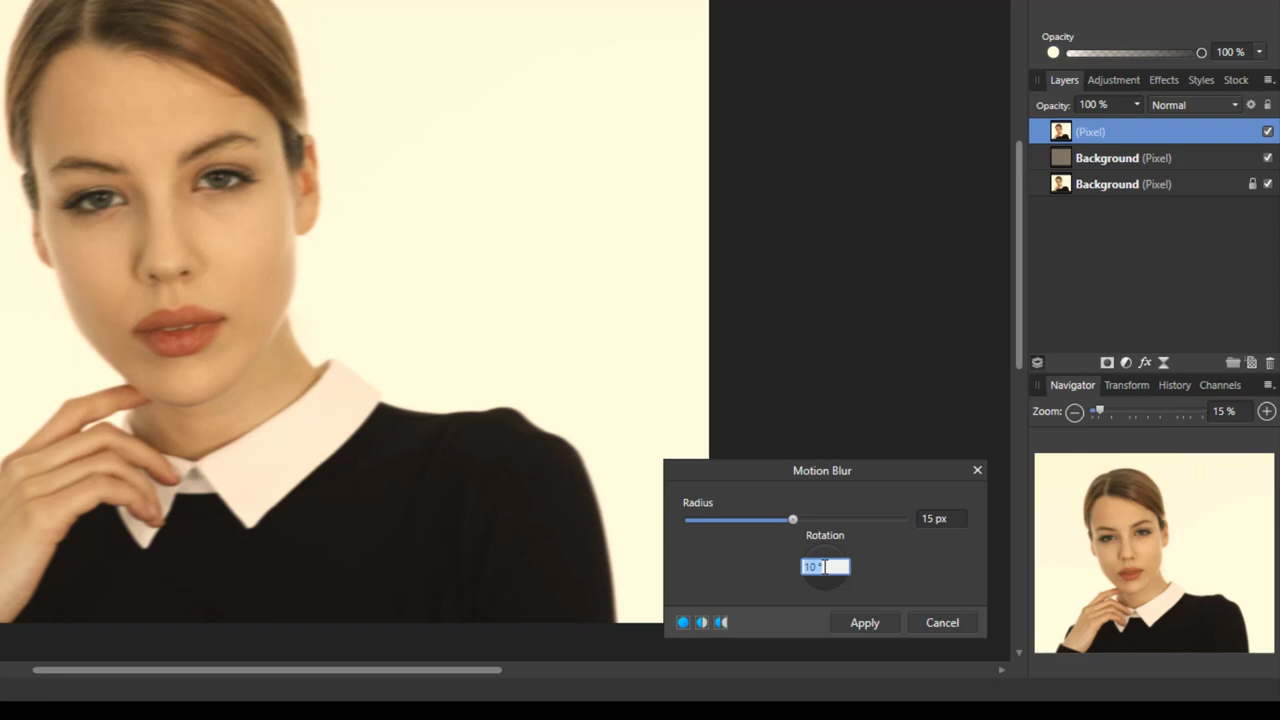 Opacity
100 %
Layers Adjustment Effects Styles Stock
Opacity: 100 % Normal
(Pixel)
Background (Pixel)
Background (Pixel)
fx
Navigator Transform History Channels
Zoom: 15 %
Motion Blur
Radius
15 px
Rotation
10 °
Apply Cancel